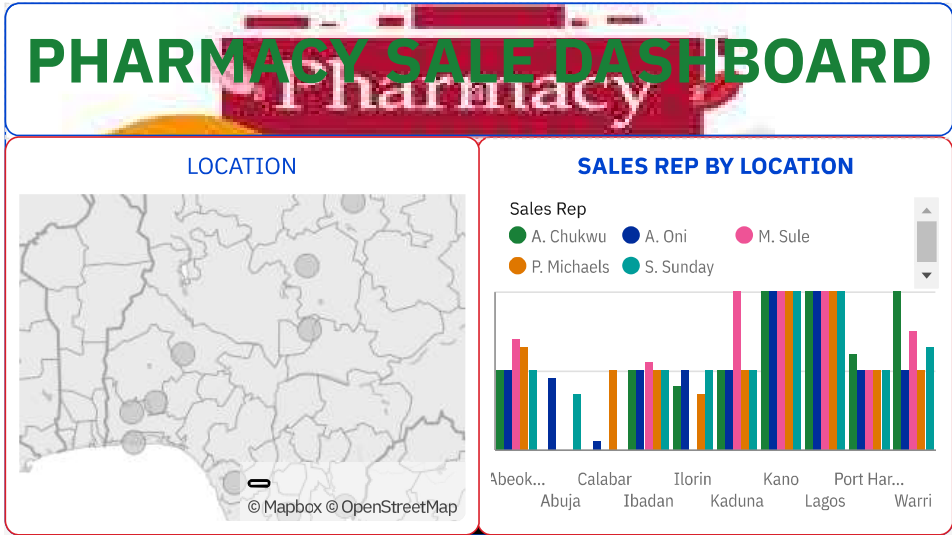 PHARMACY SALE DASHBOARD
Pharmacy
LOCATION
© Mapbox © OpenStreetMap
SALES REP BY LOCATION
Sales Rep
A. Chukwu A. Oni M. Sule
P. Michaels S. Sunday
Abeok... Calabar Ilorin Kano Port Har...
Abuja Ibadan Kaduna Lagos Warri